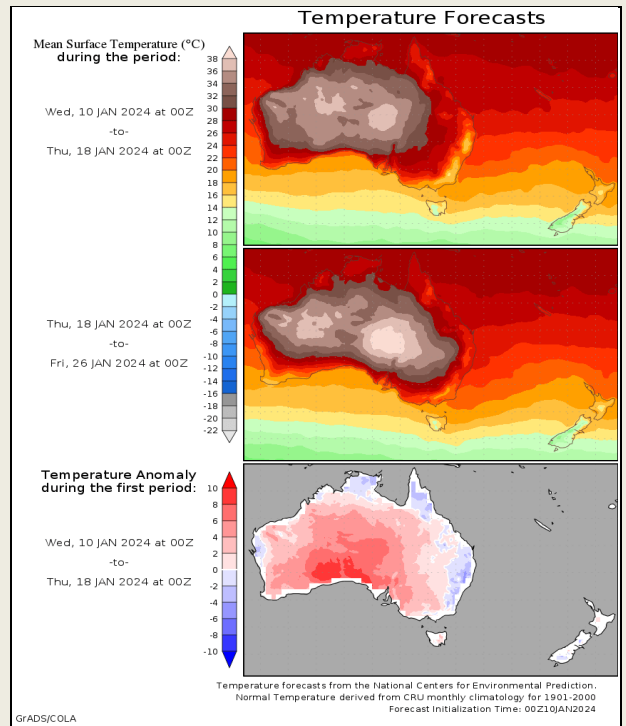 Temperature Forecasts
Mean Surface Temperature (°C)
during the period:
38
36
34
32
30
28
26
24
22
20
18
16
14
12
10
8
6
4
2
0
-2
-4
-6
-8
-10
-12
-14
-16
-18
-20
-22
Wed, 10 JAN 2024 at 00Z
-to-
Thu, 18 JAN 2024 at 00Z
Thu, 18 JAN 2024 at 00Z
-to-
Fri, 26 JAN 2024 at 00Z
Temperature Anomaly
during the first period:
10
8
6
4
2
0
-2
-4
-6
-8
-10
Wed, 10 JAN 2024 at 00Z
-to-
Thu, 18 JAN 2024 at 00Z
Temperature forecasts from the National Centers for Environmental Prediction.
Normal Temperature derived from CRU monthly climatology for 1901-2000
Forecast Initialization Time: 00Z10JAN2024
GrADS/COLA